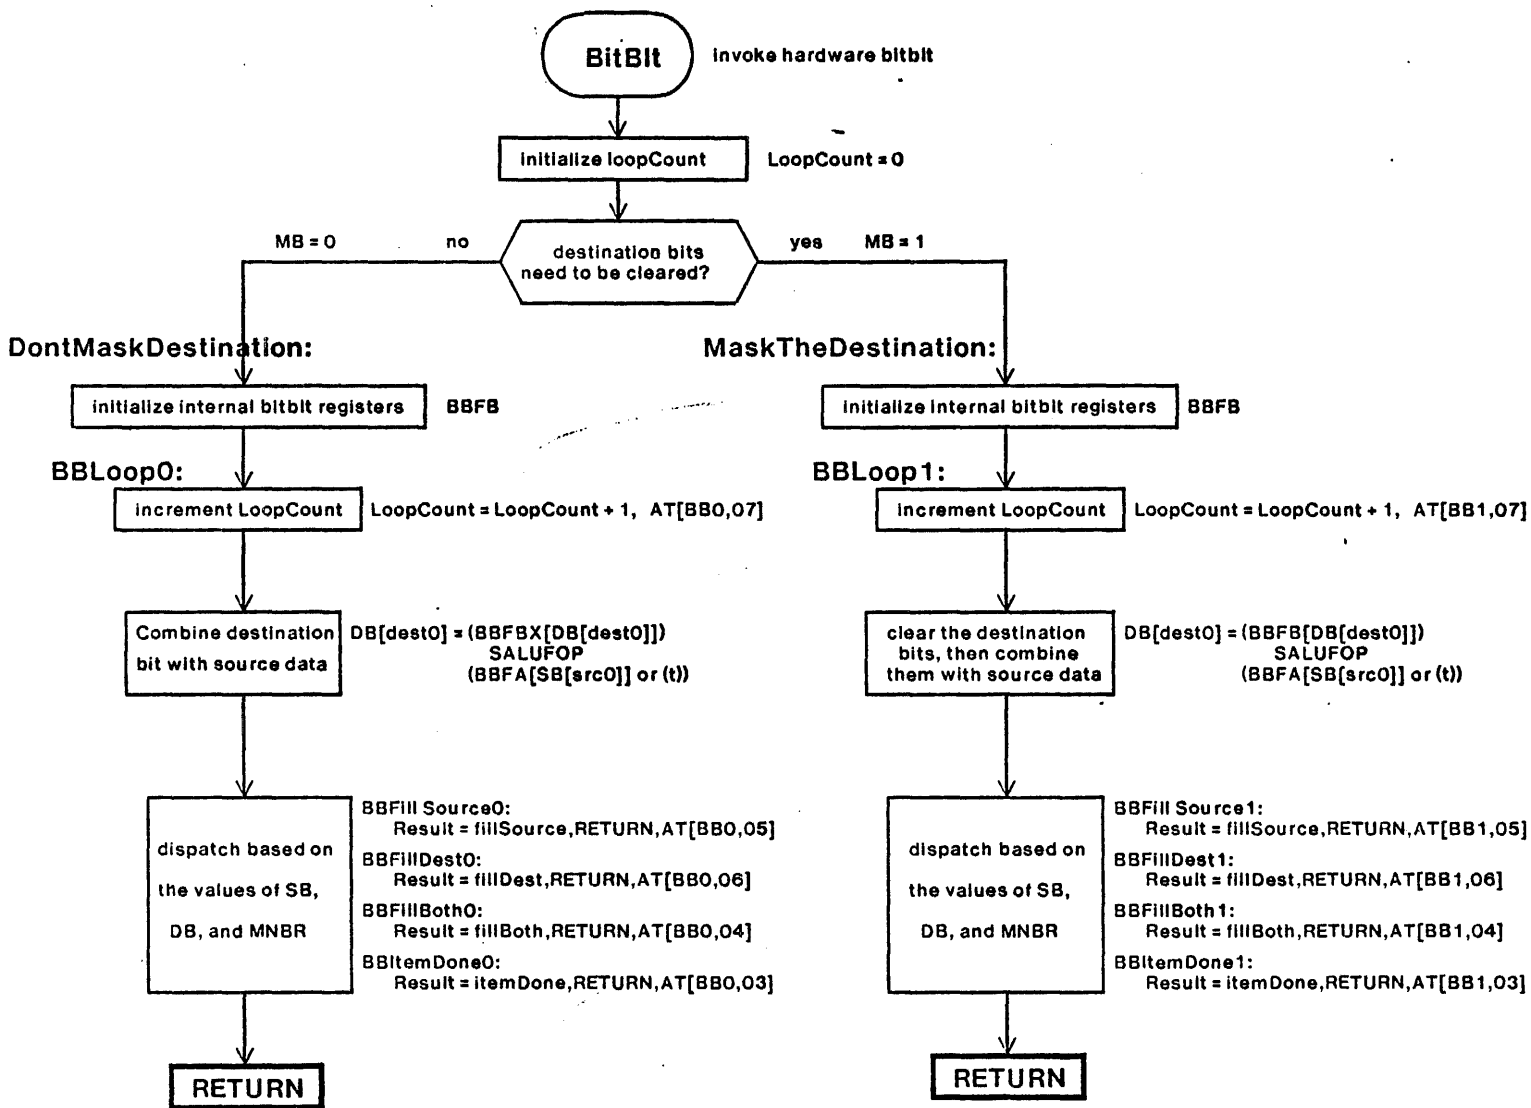 BitBlt
invoke hardware bitblt
initialize loopCount
LoopCount = 0
MB = 0
no
destination bits
need to be cleared?
yes
MB = 1
DontMaskDestination:
initialize internal bitblt registers
BBFB
BBLoop0:
increment LoopCount
LoopCount = LoopCount + 1, AT[BB0,07]
Combine destination
bit with source data
DB[dest0] = (BBFBX[DB[dest0]])
SALUFOP
(BBFA[SB[src0]] or (t))
dispatch based on
the values of SB,
DB, and MNBR
BBFill Source0:
Result = fillSource,RETURN,AT[BB0,05]
BBFillDest0:
Result = fillDest,RETURN,AT[BB0,06]
BBFillBoth0:
Result = fillBoth,RETURN,AT[BB0,04]
BBItemDone0:
Result = itemDone,RETURN,AT[BB0,03]
RETURN
MaskTheDestination:
initialize internal bitblt registers
BBFB
BBLoop1:
increment LoopCount
LoopCount = LoopCount + 1, AT[BB1,07]
clear the destination
bits, then combine
them with source data
DB[dest0] = (BBFB[DB[dest0]])
SALUFOP
(BBFA[SB[src0]] or (t))
dispatch based on
the values of SB,
DB, and MNBR
BBFill Source1:
Result = fillSource,RETURN,AT[BB1,05]
BBFillDest1:
Result = fillDest,RETURN,AT[BB1,06]
BBFillBoth1:
Result = fillBoth,RETURN,AT[BB1,04]
BBItemDone1:
Result = itemDone,RETURN,AT[BB1,03]
RETURN